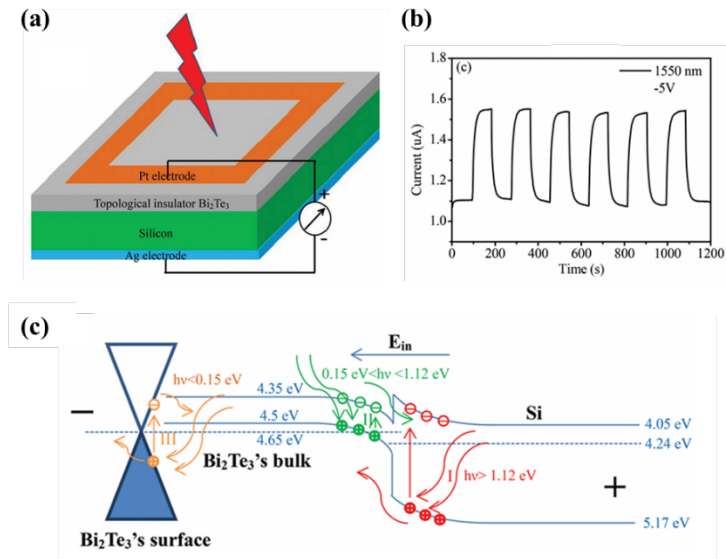 (a)
Pt electrode
Topological insulator Bi₂Te₃
Silicon
Ag electrode
+
-
(b)
(c)
1550 nm
-5V
1.8
1.6
1.4
1.2
1.0
Current (uA)
0 200 400 600 800 1000 1200
Time (s)
(c)
E_in
hν<0.15 eV
0.15 eV<hν <1.12 eV
4.35 eV
4.5 eV
4.65 eV
II
III
I
Si
4.05 eV
4.24 eV
hν> 1.12 eV
5.17 eV
−
+
Bi₂Te₃'s bulk
Bi₂Te₃'s surface